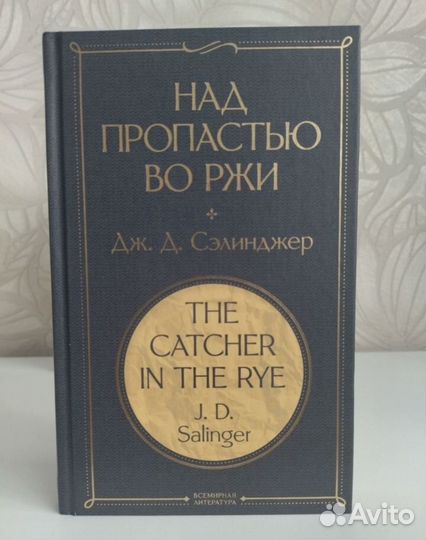 НАД
ПРОПАСТЬЮ
ВО РЖИ
Дж. Д. Сэлинджер
THE
CATCHER
IN THE RYE
J. D.
Salinger
ВСЕМИРНАЯ
ЛИТЕРАТУРА
Avito